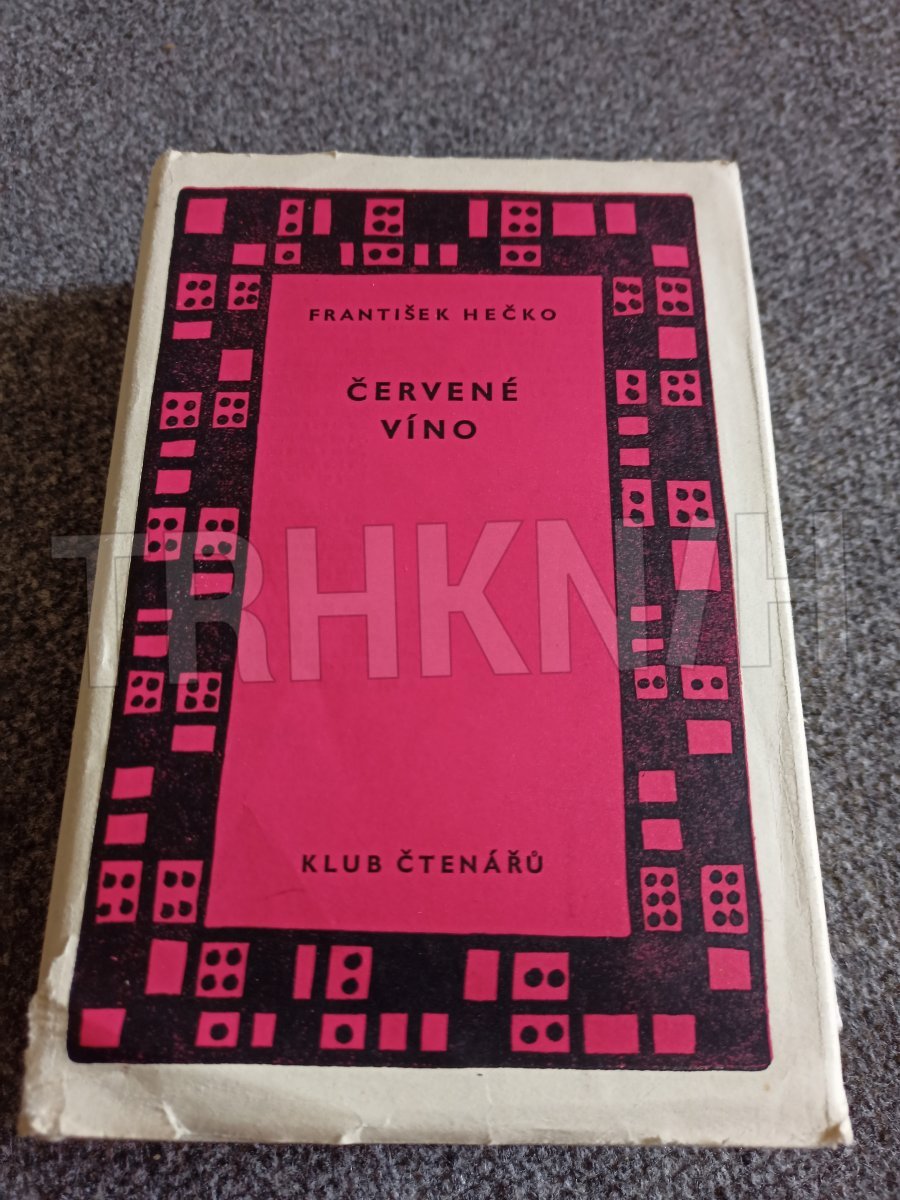 FRANTIŠEK HEČKO
ČERVENÉ
VÍNO
TRHKNIH
KLUB ČTENÁŘŮ